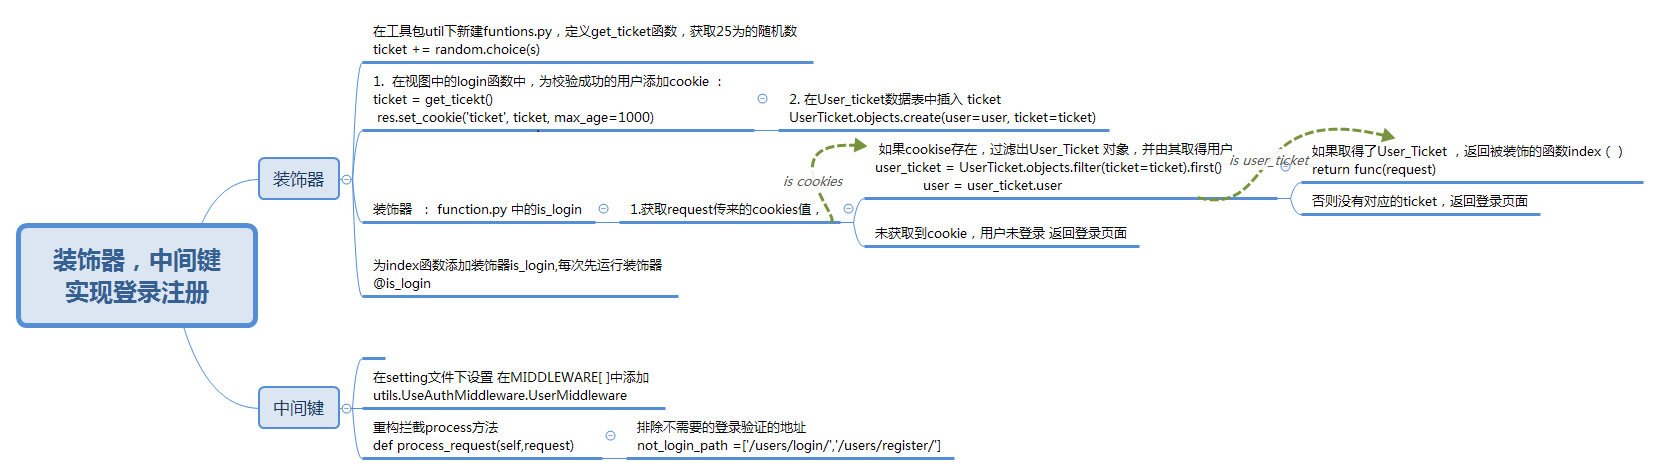 装饰器，中间键
实现登录注册
装饰器
在工具包util下新建funtions.py，定义get_ticket函数，获取25为的随机数
ticket += random.choice(s)
1. 在视图中的login函数中，为校验成功的用户添加cookie ：
ticket = get_ticekt()
res.set_cookie('ticket', ticket, max_age=1000)
2. 在User_ticket数据表中插入 ticket
UserTicket.objects.create(user=user, ticket=ticket)
装饰器 ： function.py 中的is_login
1.获取request传来的cookies值，
is cookies
如果cookise存在，过滤出User_Ticket 对象，并由其取得用户
user_ticket = UserTicket.objects.filter(ticket=ticket).first()
user = user_ticket.user
is user_ticket
如果取得了User_Ticket ，返回被装饰的函数index（ ）
return func(request)
否则没有对应的ticket，返回登录页面
未获取到cookie，用户未登录 返回登录页面
为index函数添加装饰器is_login,每次先运行装饰器
@is_login
中间键
在setting文件下设置 在MIDDLEWARE[ ]中添加
utils.UseAuthMiddleware.UserMiddleware
重构拦截process方法
def process_request(self,request)
排除不需要的登录验证的地址
not_login_path =['/users/login/','/users/register/']